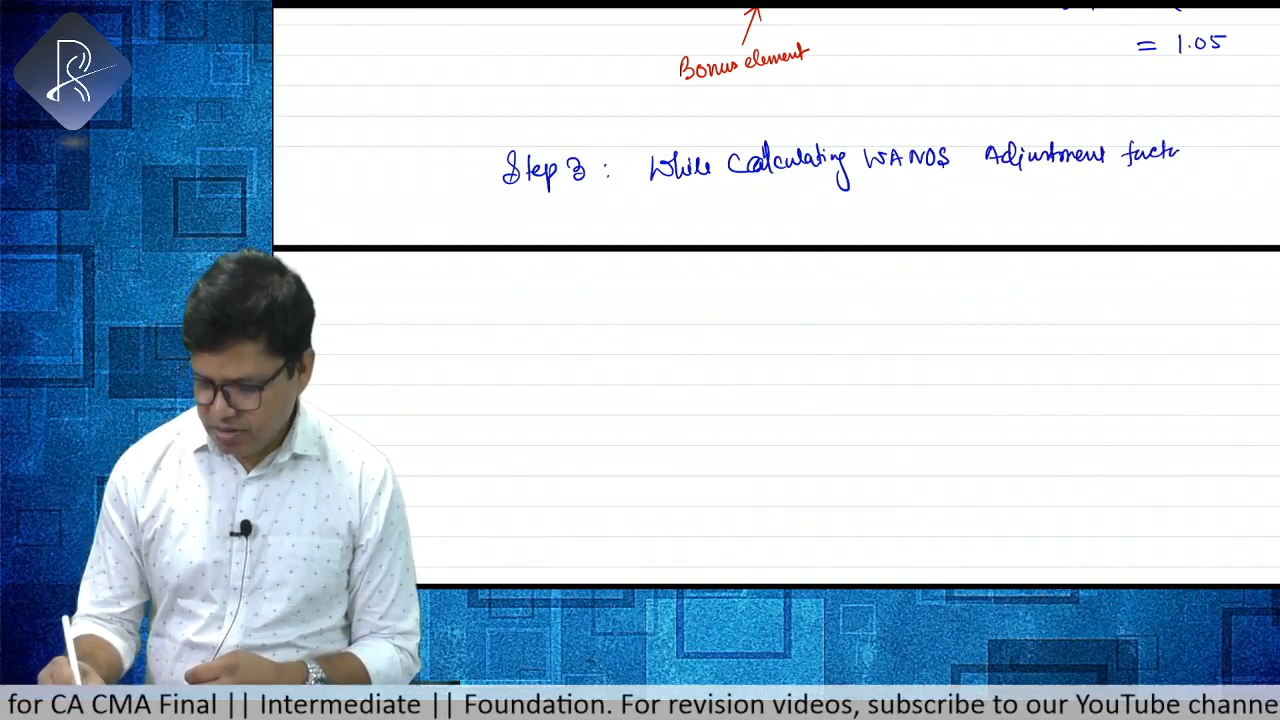 = 1.05
Bonus element
Step 3 : While Calculating WANOS Adjustment facto
for CA CMA Final || Intermediate || Foundation. For revision videos, subscribe to our YouTube channe